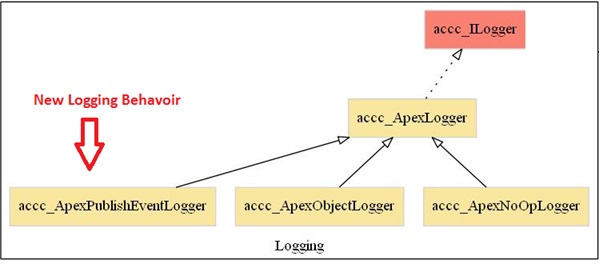 accc_ILogger
New Logging Behavoir
accc_ApexLogger
accc_ApexPublishEventLogger
accc_ApexObjectLogger
accc_ApexNoOpLogger
Logging